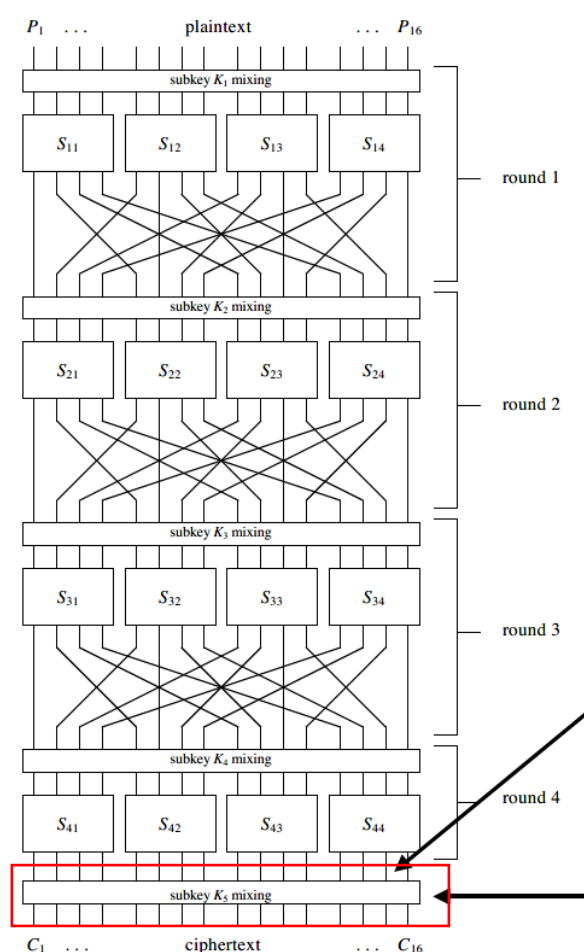 P1 . . . plaintext . . . P16
subkey K1 mixing
S11 S12 S13 S14
round 1
subkey K2 mixing
S21 S22 S23 S24
round 2
subkey K3 mixing
S31 S32 S33 S34
round 3
subkey K4 mixing
S41 S42 S43 S44
round 4
subkey K5 mixing
C1 . . . ciphertext . . . C16